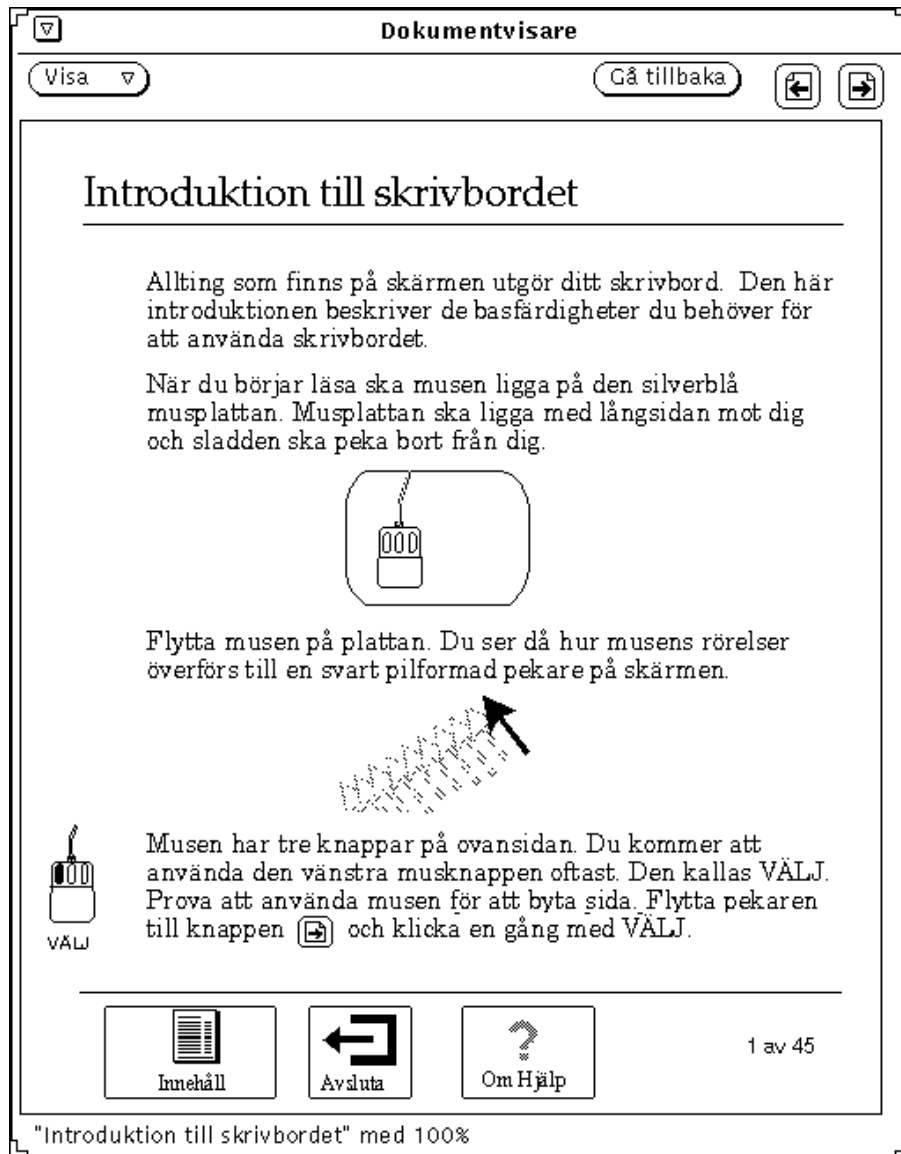 Dokumentvisare
Visa
Gå tillbaka
Introduktion till skrivbordet
Allting som finns på skärmen utgör ditt skrivbord. Den här
introduktionen beskriver de basfärdigheter du behöver för
att använda skrivbordet.
När du börjar läsa ska musen ligga på den silverblå
musplattan. Musplattan ska ligga med långsidan mot dig
och sladden ska peka bort från dig.
Flytta musen på plattan. Du ser då hur musens rörelser
överförs till en svart pilformad pekare på skärmen.
Musen har tre knappar på ovansidan. Du kommer att
använda den vänstra musknappen oftast. Den kallas VÄLJ.
Prova att använda musen för att byta sida. Flytta pekaren
till knappen och klicka en gång med VÄLJ.
VÄLJ
Innehåll
Avsluta
Om Hjälp
1 av 45
"Introduktion till skrivbordet" med 100%